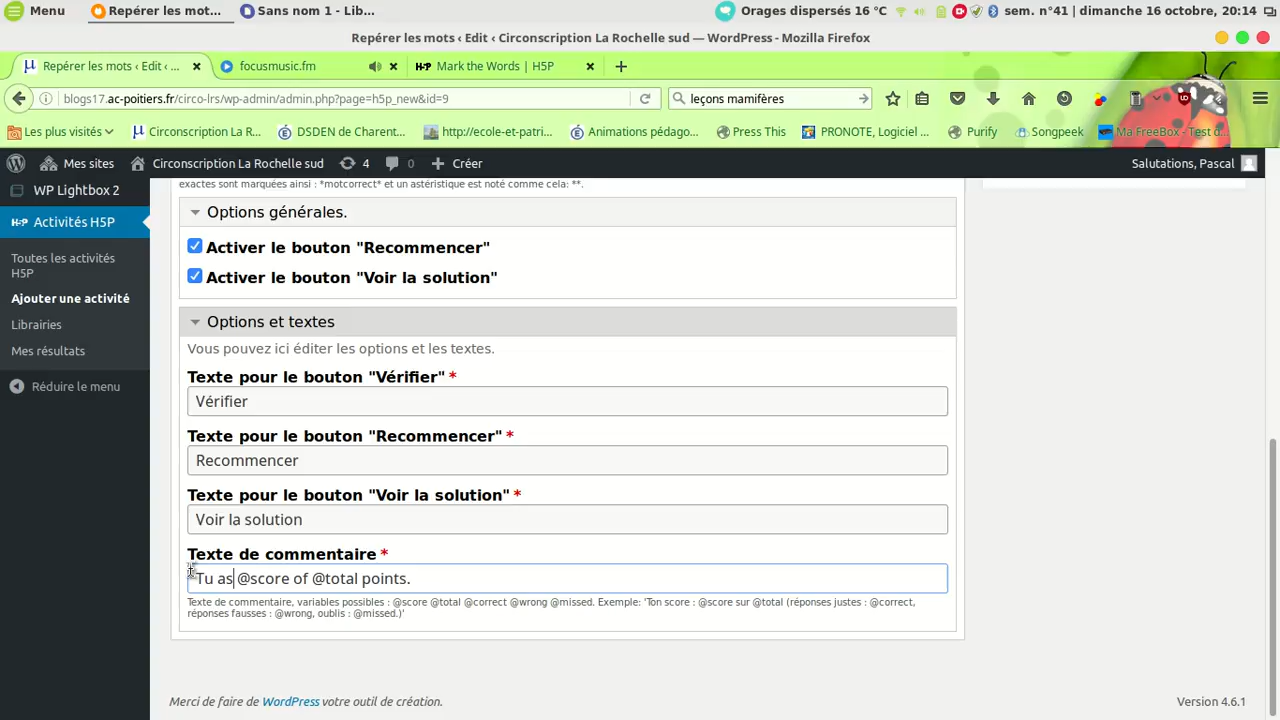 Menu
Repérer les mot...
Sans nom 1 - Lib...
Orages dispersés 16 °C
sem. n°41 | dimanche 16 octobre, 20:14
Repérer les mots ‹ Edit ‹ Circonscription La Rochelle sud — WordPress - Mozilla Firefox
Repérer les mots ‹ Edit ‹ ...
focusmusic.fm
H-P Mark the Words | H5P
blogs17.ac-poitiers.fr/circo-lrs/wp-admin/admin.php?page=h5p_new&id=9
leçons mamifères
Les plus visités
Circonscription La R...
DSDEN de Charent...
http://ecole-et-patri...
Animations pédago...
Press This
PRONOTE, Logiciel ...
Purify
Songpeek
Ma FreeBox - Test d...
Mes sites
Circonscription La Rochelle sud
4
0
Créer
Salutations, Pascal
WP Lightbox 2
H-P Activités H5P
Toutes les activités
H5P
Ajouter une activité
Librairies
Mes résultats
Réduire le menu
exactes sont marquées ainsi : *motcorrect* et un astéristique est noté comme cela: **.
Options générales.
Activer le bouton "Recommencer"
Activer le bouton "Voir la solution"
Options et textes
Vous pouvez ici éditer les options et les textes.
Texte pour le bouton "Vérifier" *
Vérifier
Texte pour le bouton "Recommencer" *
Recommencer
Texte pour le bouton "Voir la solution" *
Voir la solution
Texte de commentaire *
Tu as @score of @total points.
Texte de commentaire, variables possibles : @score @total @correct @wrong @missed. Exemple: 'Ton score : @score sur @total (réponses justes : @correct,
réponses fausses : @wrong, oublis : @missed.)'
Merci de faire de WordPress votre outil de création.
Version 4.6.1